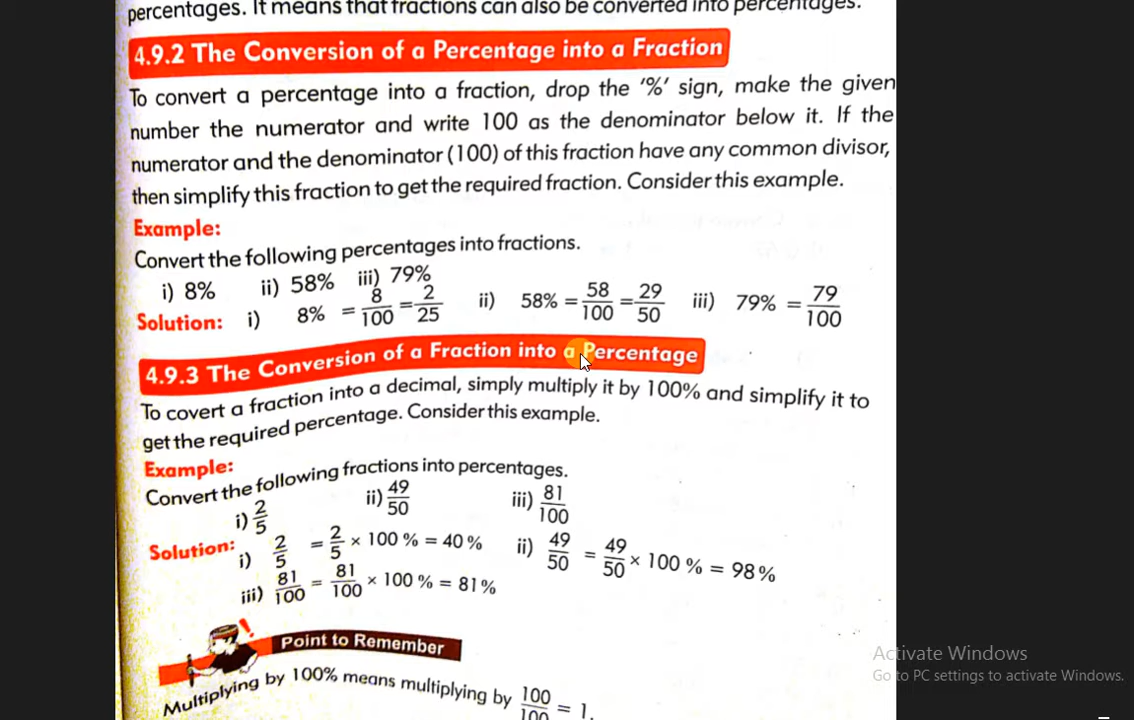 percentages. It means that fractions can also be converted into percentages.
4.9.2 The Conversion of a Percentage into a Fraction
To convert a percentage into a fraction, drop the '%' sign, make the given
number the numerator and write 100 as the denominator below it. If the
numerator and the denominator (100) of this fraction have any common divisor,
then simplify this fraction to get the required fraction. Consider this example.
Example:
Convert the following percentages into fractions.
i) 8% ii) 58% iii) 79%
Solution: i) 8% = 8/100 = 2/25 ii) 58% = 58/100 = 29/50 iii) 79% = 79/100
4.9.3 The Conversion of a Fraction into a Percentage
To covert a fraction into a decimal, simply multiply it by 100% and simplify it to
get the required percentage. Consider this example.
Example:
Convert the following fractions into percentages.
i) 2/5 ii) 49/50 iii) 81/100
Solution: i) 2/5 = 2/5 × 100 % = 40 % ii) 49/50 = 49/50 × 100 % = 98 %
iii) 81/100 = 81/100 × 100 % = 81 %
Point to Remember
Multiplying by 100% means multiplying by 100/100 = 1.
Activate Windows
Go to PC settings to activate Windows.